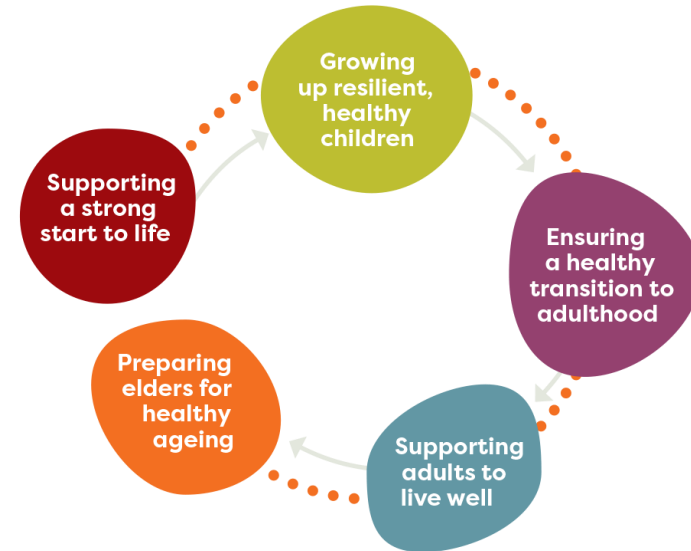 Supporting
a strong
start to life
Growing
up resilient,
healthy
children
Ensuring
a healthy
transition to
adulthood
Supporting
adults to
live well
Preparing
elders for
healthy
ageing